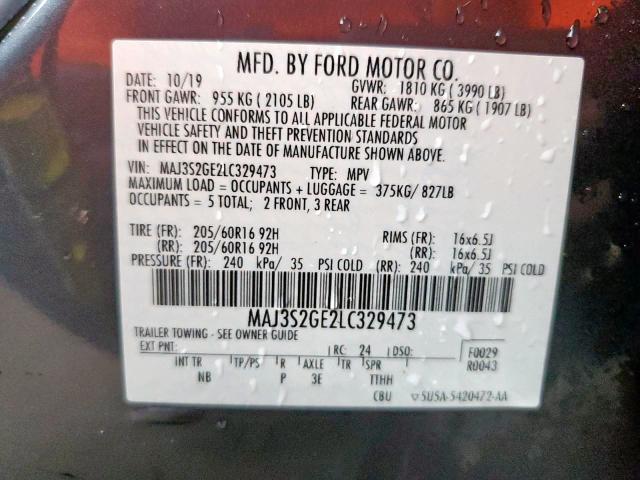 MFD. BY FORD MOTOR CO.
DATE: 10/19 GVWR: 1810 KG ( 3990 LB)
FRONT GAWR: 955 KG ( 2105 LB) REAR GAWR: 865 KG ( 1907 LB)
THIS VEHICLE CONFORMS TO ALL APPLICABLE FEDERAL MOTOR
VEHICLE SAFETY AND THEFT PREVENTION STANDARDS
IN EFFECT ON THE DATE OF MANUFACTURE SHOWN ABOVE.
VIN: MAJ3S2GE2LC329473 TYPE: MPV
MAXIMUM LOAD = OCCUPANTS + LUGGAGE = 375KG/ 827LB
OCCUPANTS = 5 TOTAL; 2 FRONT, 3 REAR
TIRE (FR): 205/60R16 92H RIMS (FR): 16x6.5J
(RR): 205/60R16 92H (RR): 16x6.5J
PRESSURE (FR): 240 kPa/ 35 PSI COLD (RR): 240 kPa/ 35 PSI COLD
MAJ3S2GE2LC329473
TRAILER TOWING - SEE OWNER GUIDE
EXT PNT: RC: 24 DSO: F0029
R0043
INT TR TP/PS R AXLE TR SPR
NB P 3E TTHH
CBU ▽5U5A-5420472-AA